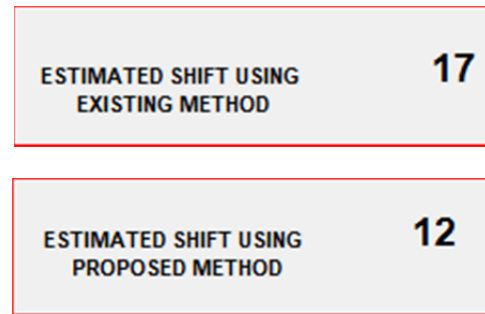 ESTIMATED SHIFT USING
EXISTING METHOD
17
ESTIMATED SHIFT USING
PROPOSED METHOD
12